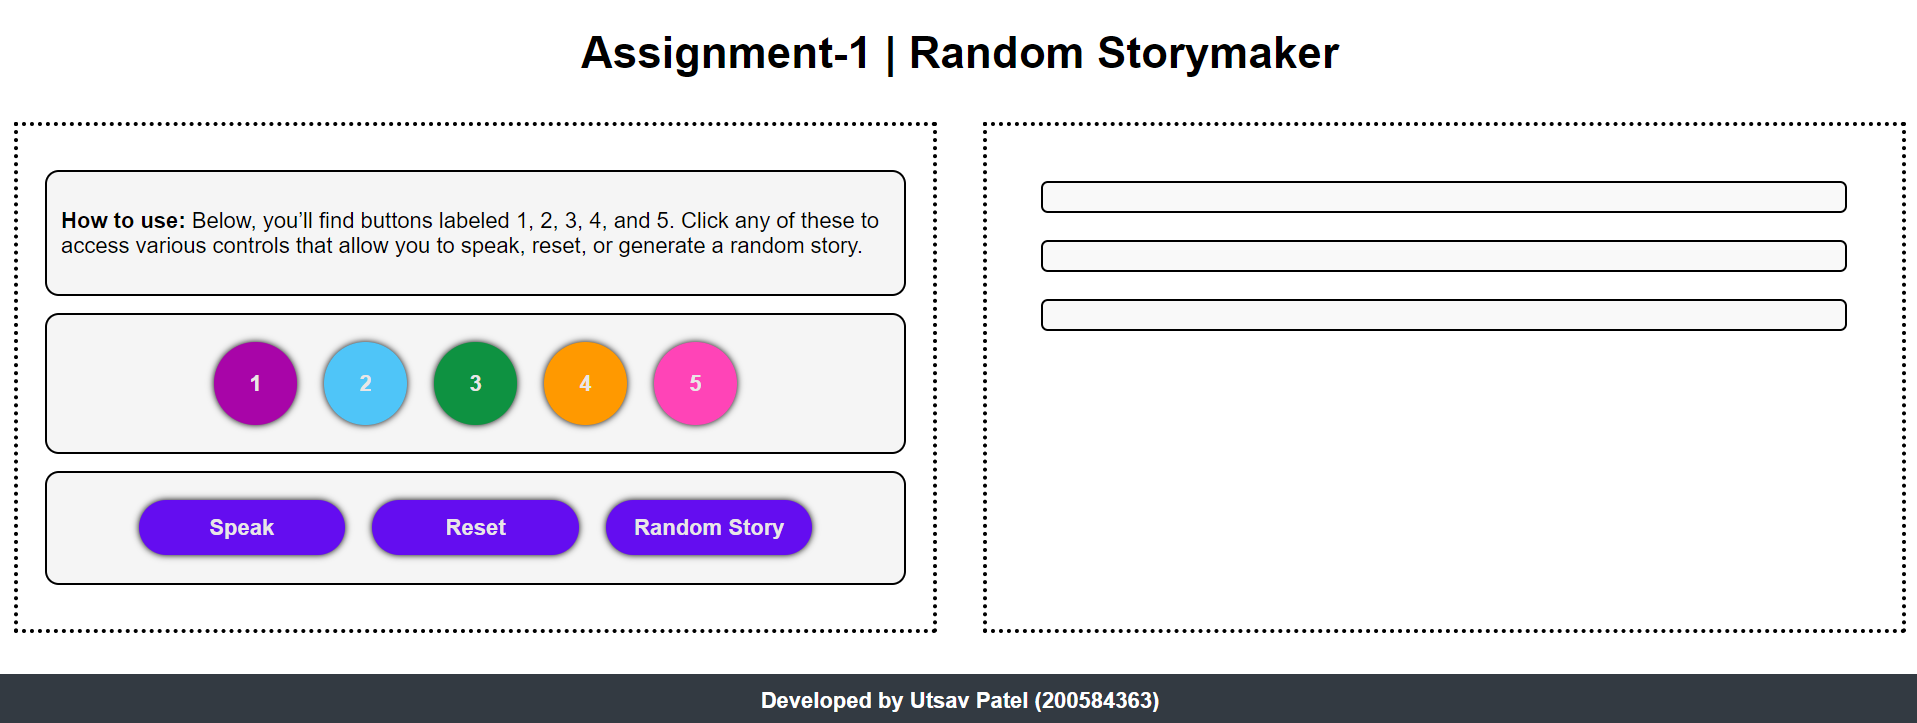 Assignment-1 | Random Storymaker
How to use: Below, you’ll find buttons labeled 1, 2, 3, 4, and 5. Click any of these to
access various controls that allow you to speak, reset, or generate a random story.
1 2 3 4 5
Speak Reset Random Story
Developed by Utsav Patel (200584363)